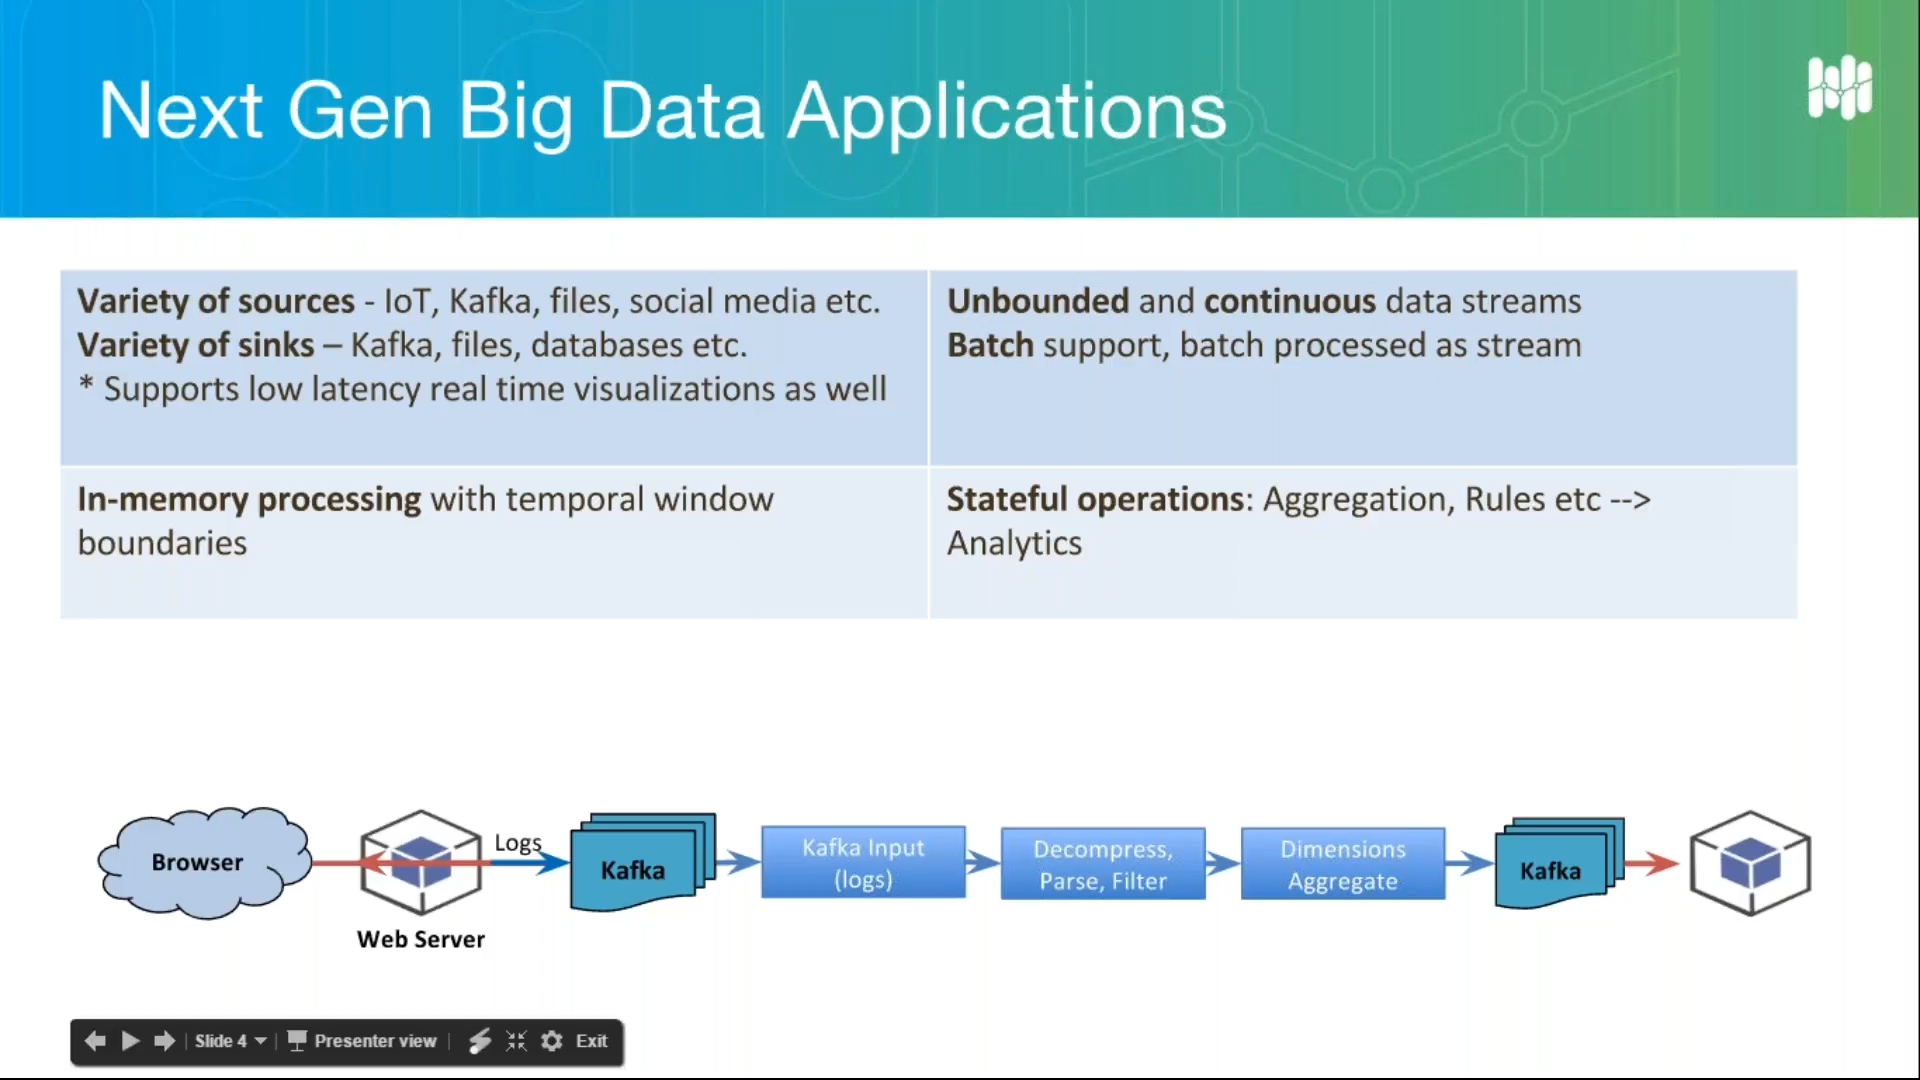 Next Gen Big Data Applications
Variety of sources - IoT, Kafka, files, social media etc.
Variety of sinks – Kafka, files, databases etc.
* Supports low latency real time visualizations as well
Unbounded and continuous data streams
Batch support, batch processed as stream
In-memory processing with temporal window
boundaries
Stateful operations: Aggregation, Rules etc -->
Analytics
Browser
Web Server
Logs
Kafka
Kafka Input
(logs)
Decompress,
Parse, Filter
Dimensions
Aggregate
Kafka
Slide 4
Presenter view
Exit